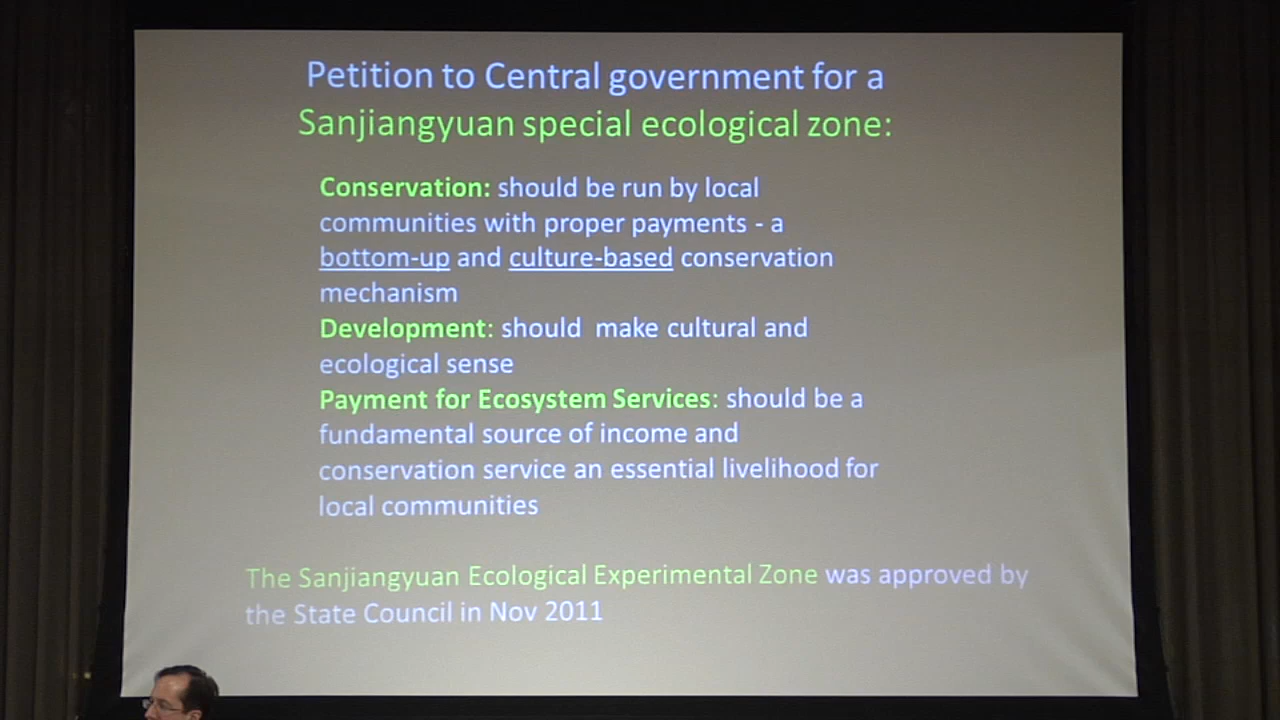 Petition to Central government for a
Sanjiangyuan special ecological zone:
Conservation: should be run by local
communities with proper payments - a
bottom-up and culture-based conservation
mechanism
Development: should make cultural and
ecological sense
Payment for Ecosystem Services: should be a
fundamental source of income and
conservation service an essential livelihood for
local communities
The Sanjiangyuan Ecological Experimental Zone was approved by
the State Council in Nov 2011